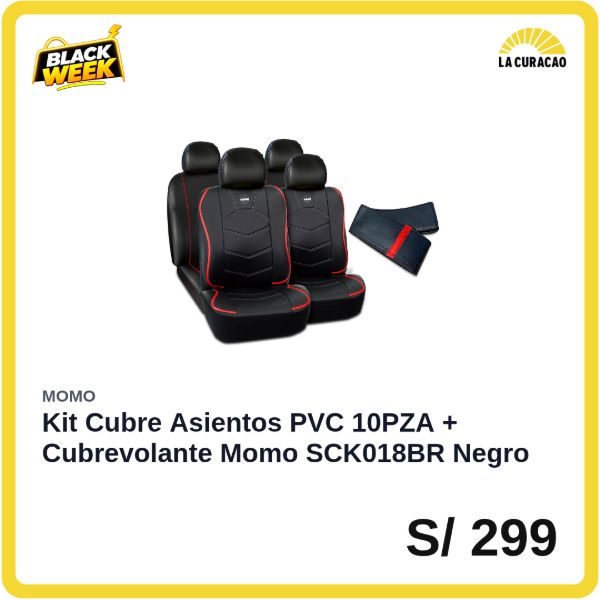 BLACK
WEEK
LA CURACAO
MOMO
Kit Cubre Asientos PVC 10PZA +
Cubrevolante Momo SCK018BR Negro
S/ 299